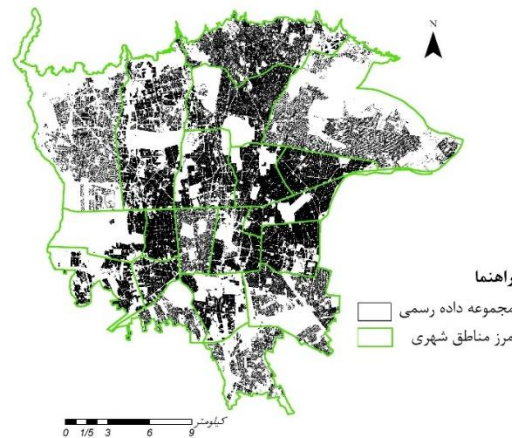 N
راهنما
مجموعه داده رسمی
مرز مناطق شهری
کیلومتر
0 1/5 3 6 9